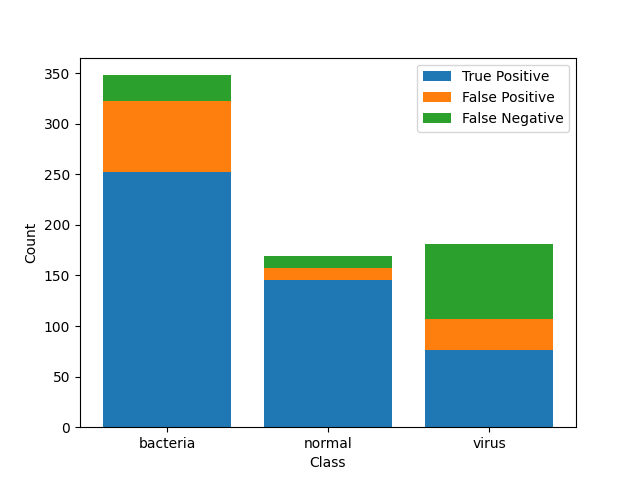 True Positive
False Positive
False Negative
350
300
250
200
150
100
50
0
Count
bacteria normal virus
Class